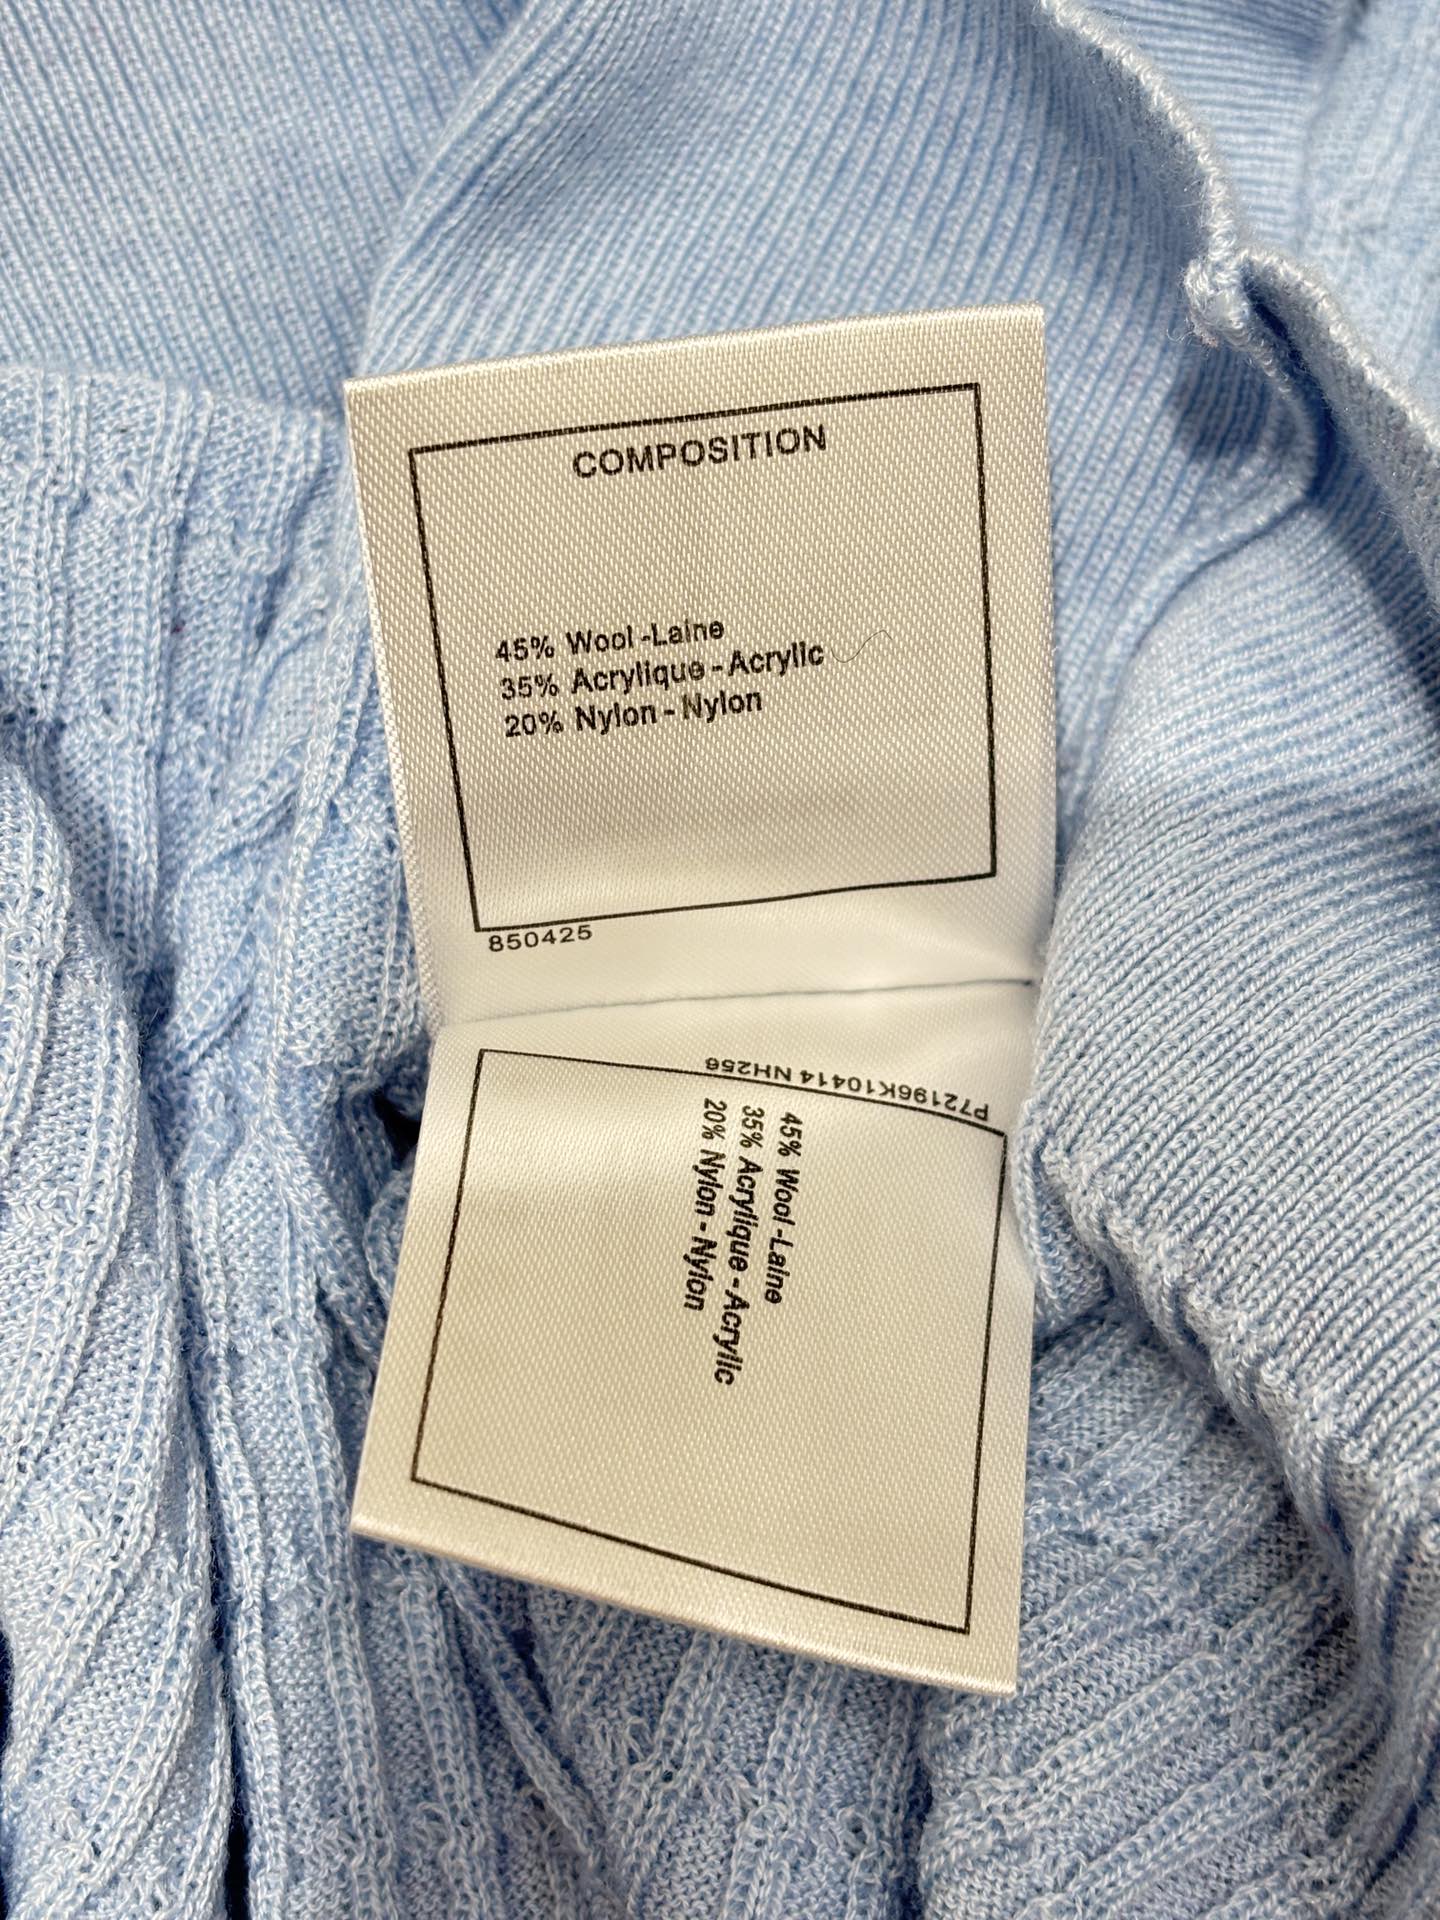 COMPOSITION
45% Wool -Laine
35% Acrylique - Acrylic
20% Nylon - Nylon
850425
P72196K10414 NH256
45% Wool -Laine
35% Acrylique - Acrylic
20% Nylon - Nylon